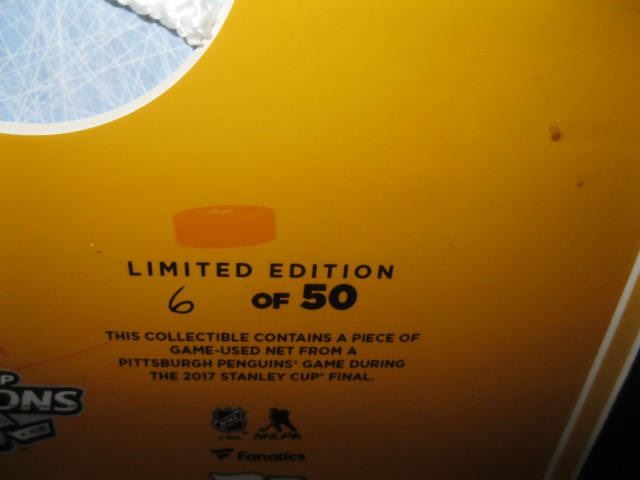 LIMITED EDITION
6 OF 50
THIS COLLECTIBLE CONTAINS A PIECE OF
GAME-USED NET FROM A
PITTSBURGH PENGUINS® GAME DURING
THE 2017 STANLEY CUP® FINAL.
P
ONS
NHL
NHLPA
Fanatics